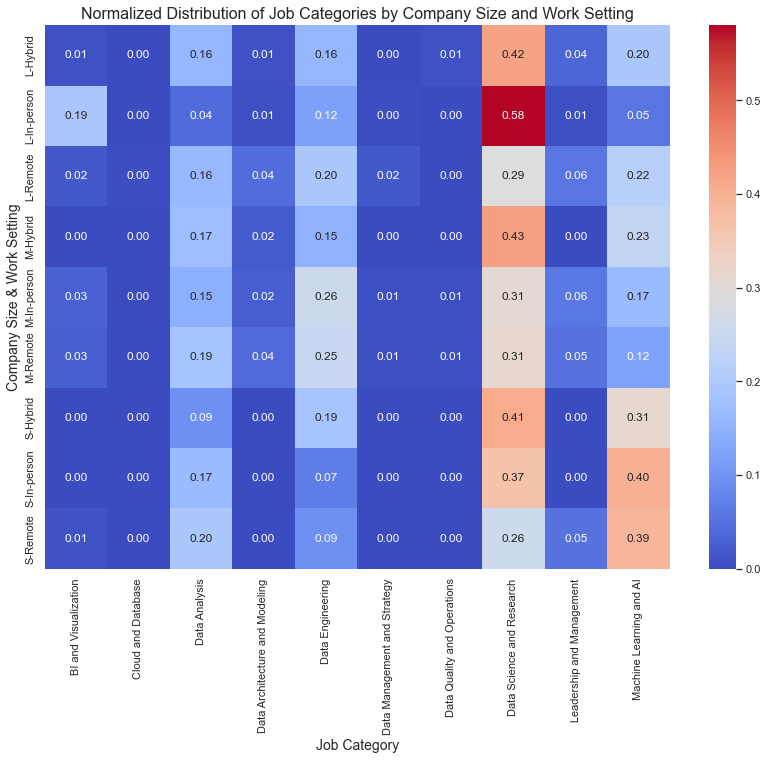 Normalized Distribution of Job Categories by Company Size and Work Setting
Company Size & Work Setting
L-Hybrid
0.01 0.00 0.16 0.01 0.16 0.00 0.01 0.42 0.04 0.20
L-In-person
0.19 0.00 0.04 0.01 0.12 0.00 0.00 0.58 0.01 0.05
L-Remote
0.02 0.00 0.16 0.04 0.20 0.02 0.00 0.29 0.06 0.22
M-Hybrid
0.00 0.00 0.17 0.02 0.15 0.00 0.00 0.43 0.00 0.23
M-In-person
0.03 0.00 0.15 0.02 0.26 0.01 0.01 0.31 0.06 0.17
M-Remote
0.03 0.00 0.19 0.04 0.25 0.01 0.01 0.31 0.05 0.12
S-Hybrid
0.00 0.00 0.09 0.00 0.19 0.00 0.00 0.41 0.00 0.31
S-In-person
0.00 0.00 0.17 0.00 0.07 0.00 0.00 0.37 0.00 0.40
S-Remote
0.01 0.00 0.20 0.00 0.09 0.00 0.00 0.26 0.05 0.39
BI and Visualization
Cloud and Database
Data Analysis
Data Architecture and Modeling
Data Engineering
Data Management and Strategy
Data Quality and Operations
Data Science and Research
Leadership and Management
Machine Learning and AI
Job Category
0.5
0.4
0.3
0.2
0.1
0.0